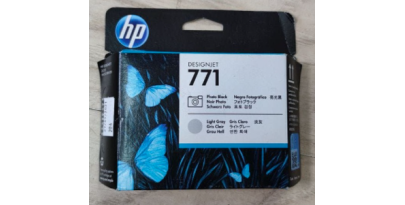 hp
DESIGNJET
771
Photo Black Negro Fotográfico
Noir Photo フォトブラック
Schwarz Foto
Light Grey Gris Claro
Gris Clair ライトグレー
Grau Hell